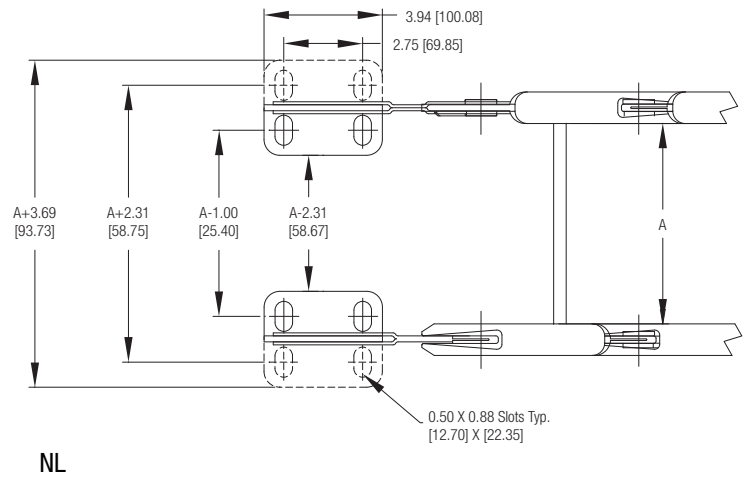 3.94 [100.08]
2.75 [69.85]
A+3.69
[93.73]
A+2.31
[58.75]
A-1.00
[25.40]
A-2.31
[58.67]
A
0.50 X 0.88 Slots Typ.
[12.70] X [22.35]
NL